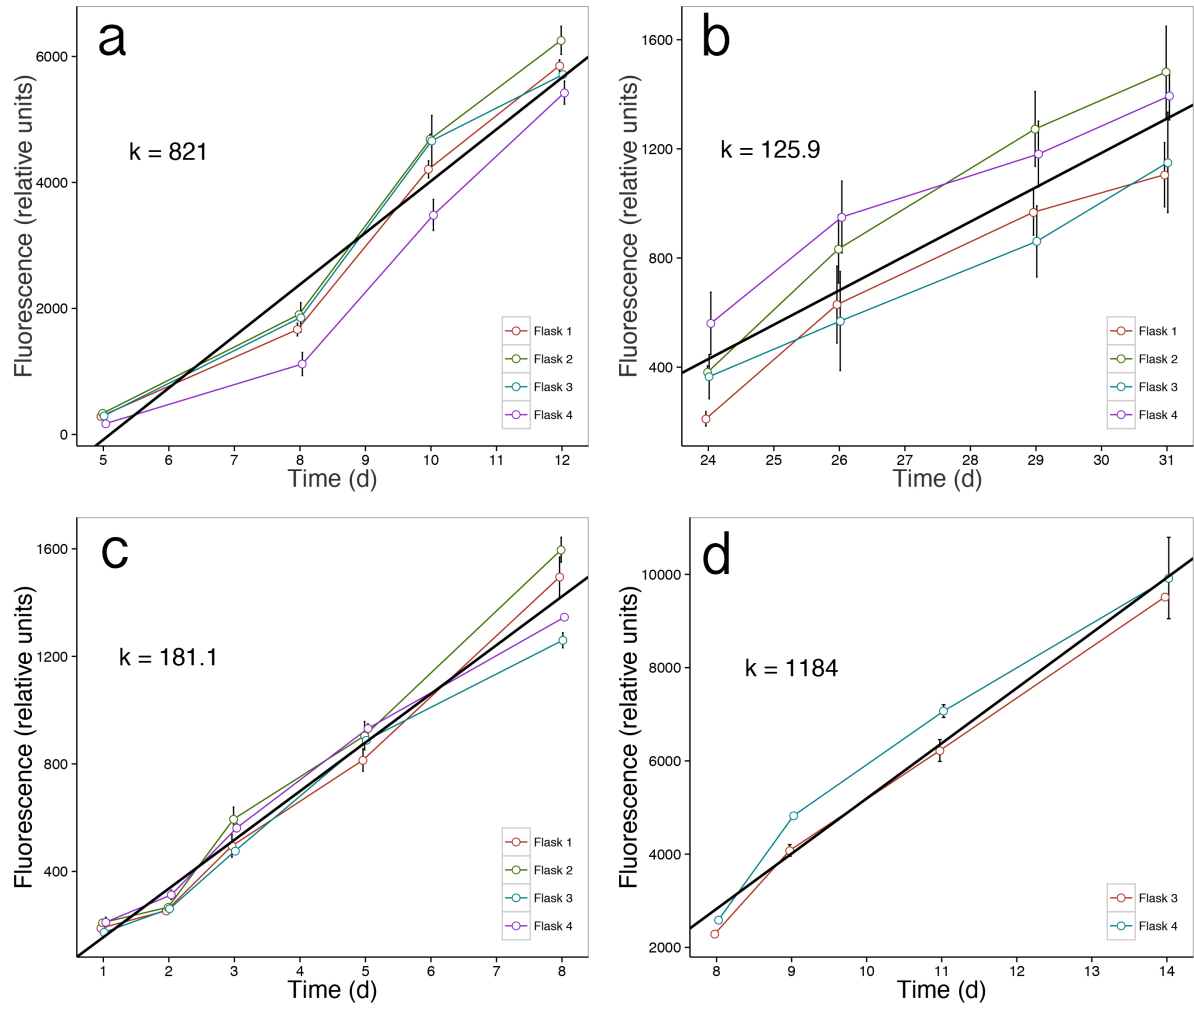 a
k = 821
Fluorescence (relative units)
6000
4000
2000
0
5 6 7 8 9 10 11 12
Time (d)
Flask 1
Flask 2
Flask 3
Flask 4
b
k = 125.9
Fluorescence (relative units)
1600
1200
800
400
24 25 26 27 28 29 30 31
Time (d)
Flask 1
Flask 2
Flask 3
Flask 4
c
k = 181.1
Fluorescence (relative units)
1600
1200
800
400
1 2 3 4 5 6 7 8
Time (d)
Flask 1
Flask 2
Flask 3
Flask 4
d
k = 1184
Fluorescence (relative units)
10000
8000
6000
4000
2000
8 9 10 11 12 13 14
Time (d)
Flask 3
Flask 4